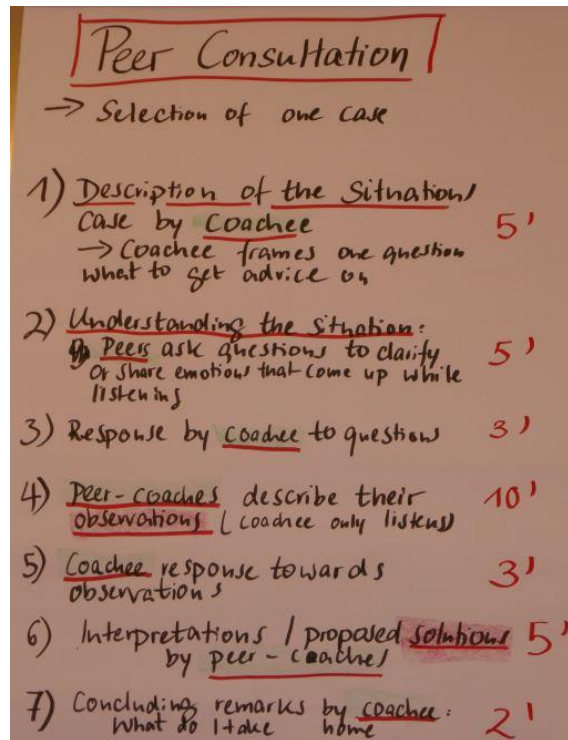 Peer Consultation
→ Selection of one case
1) Description of the Situation/
Case by Coachee 5'
→ Coachee frames one question
what to get advice on
2) Understanding the situation:
Peers ask questions to clarify 5'
Or share emotions that come up while
listening
3) Response by coachee to questions 3'
4) Peer-coaches describe their 10'
observations (coachee only listens)
5) Coachee response towards 3'
observations
6) Interpretations / proposed solutions 5'
by peer-coaches
7) Concluding remarks by coachee: 2'
What do I take home